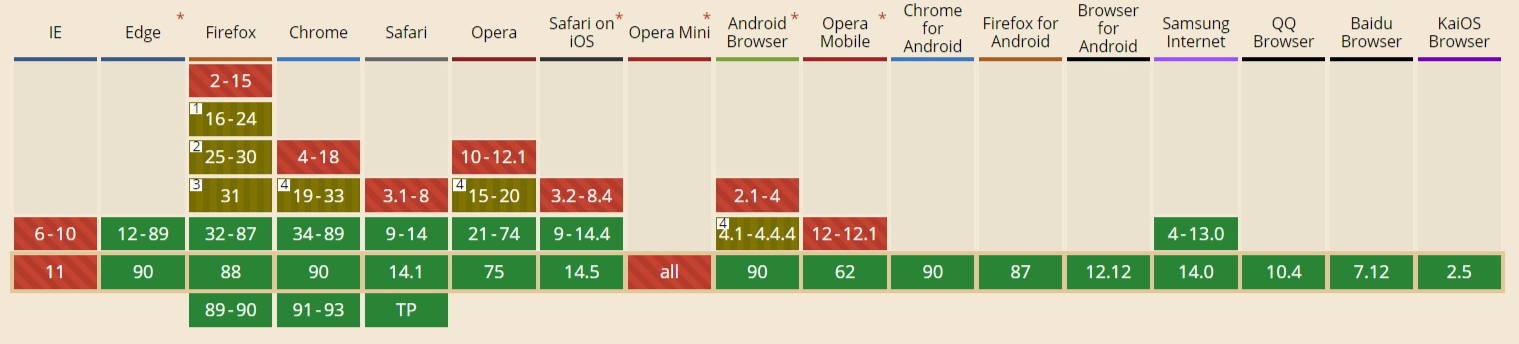 IE Edge * Firefox Chrome Safari Opera Safari on * iOS Opera Mini * Android * Browser Opera * Mobile Chrome for Android Firefox for Android Browser for Android Samsung Internet QQ Browser Baidu Browser KaiOS Browser
2-15
1 16-24
2 25-30 4-18 10-12.1
3 31 4 19-33 3.1-8 4 15-20 3.2-8.4 2.1-4
6-10 12-89 32-87 34-89 9-14 21-74 9-14.4 4 4.1-4.4.4 12-12.1 4-13.0
11 90 88 90 14.1 75 14.5 all 90 62 90 87 12.12 14.0 10.4 7.12 2.5
89-90 91-93 TP